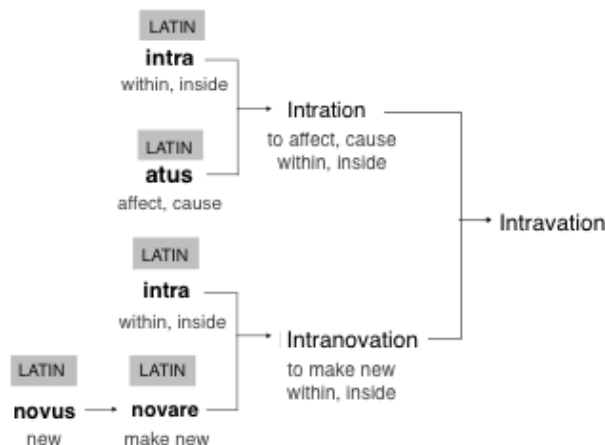 LATIN
intra
within, inside
LATIN
atus
affect, cause
Intration
to affect, cause
within, inside
LATIN
intra
within, inside
LATIN
novus
new
LATIN
novare
make new
Intranovation
to make new
within, inside
Intravation